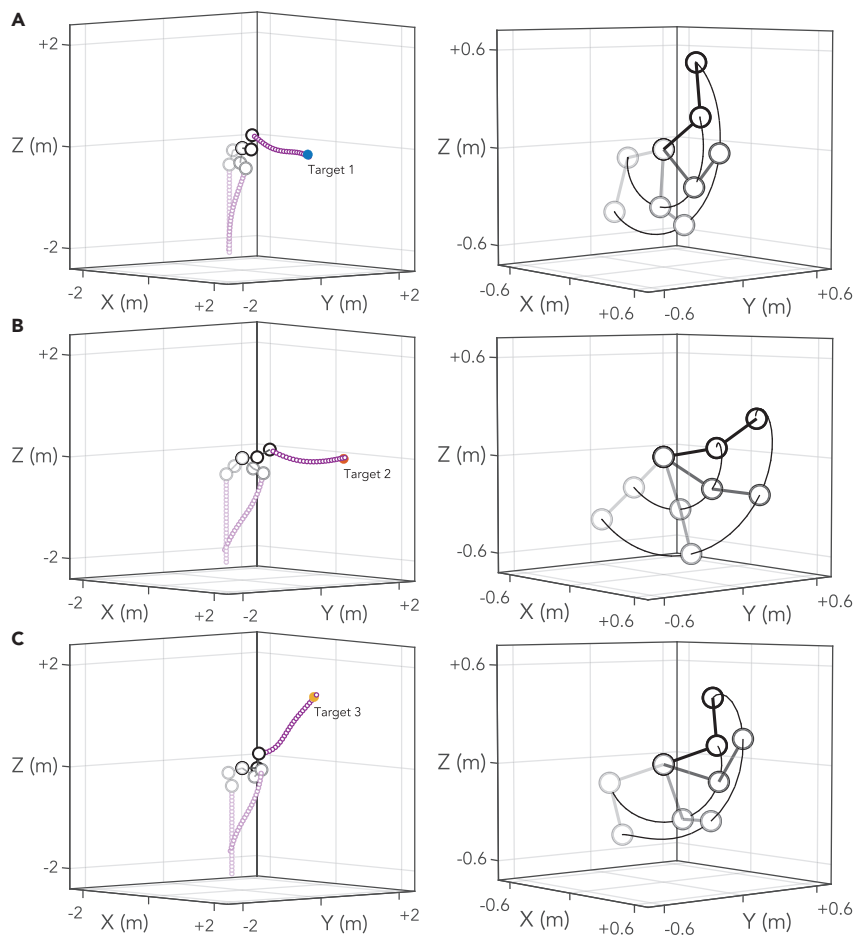 A
+2
Z (m)
-2
-2
X (m)
+2
-2
Y (m)
+2
Target 1
+0.6
Z (m)
-0.6
-0.6
X (m)
+0.6
-0.6
Y (m)
+0.6
B
+2
Z (m)
-2
-2
X (m)
+2
-2
Y (m)
+2
Target 2
+0.6
Z (m)
-0.6
-0.6
X (m)
+0.6
-0.6
Y (m)
+0.6
C
+2
Z (m)
-2
-2
X (m)
+2
-2
Y (m)
+2
Target 3
+0.6
Z (m)
-0.6
-0.6
X (m)
+0.6
-0.6
Y (m)
+0.6